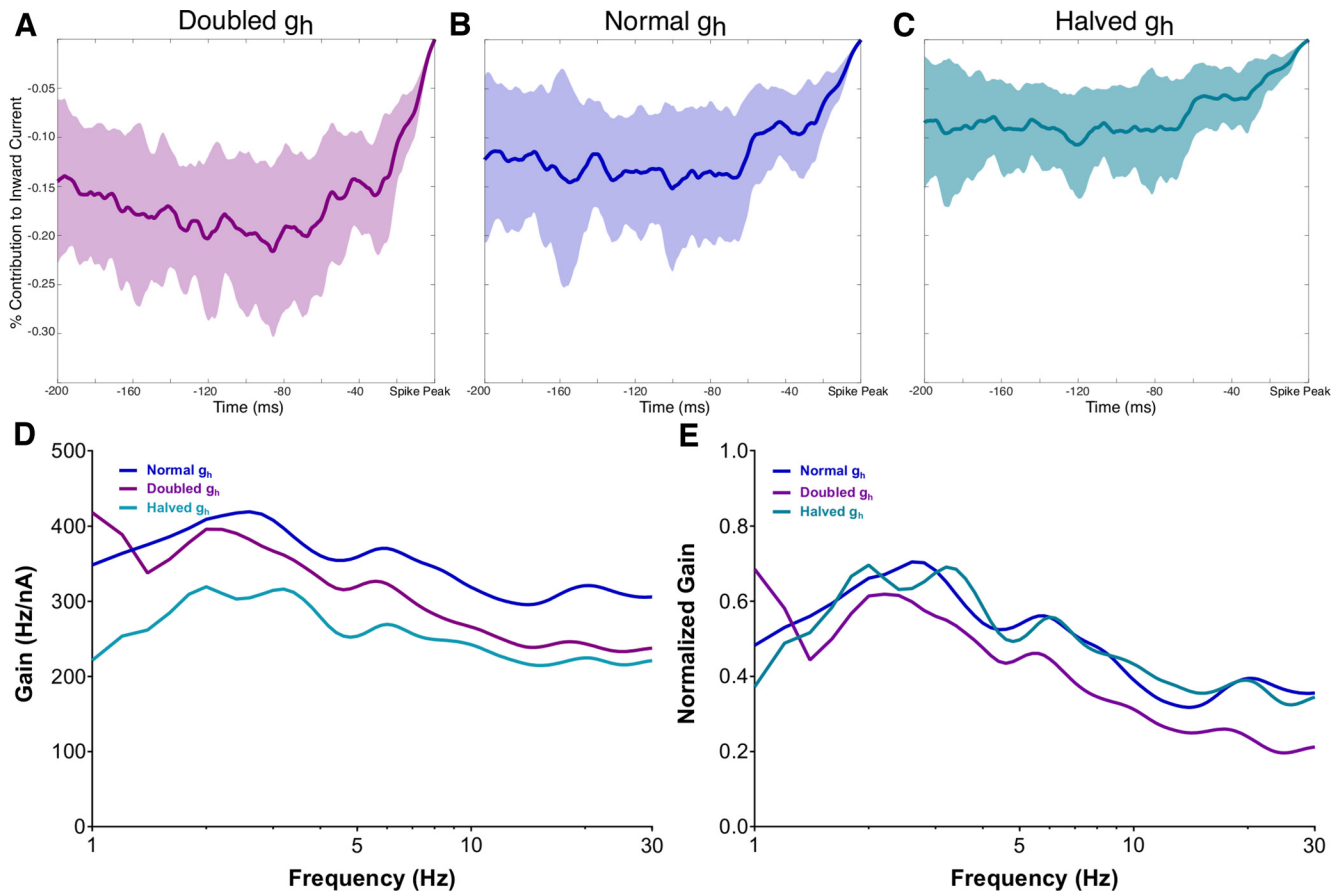 A
Doubled gh
B
Normal gh
C
Halved gh
% Contribution to Inward Current
-0.05
-0.10
-0.15
-0.20
-0.25
-0.30
-200
-160
-120
-80
-40
Spike Peak
Time (ms)
-200
-160
-120
-80
-40
Spike Peak
Time (ms)
-200
-160
-120
-80
-40
Spike Peak
Time (ms)
D
Gain (Hz/nA)
500
400
300
200
100
0
Normal gh
Doubled gh
Halved gh
1
5
10
30
Frequency (Hz)
E
Normalized Gain
1.0
0.8
0.6
0.4
0.2
0.0
Normal gh
Doubled gh
Halved gh
1
5
10
30
Frequency (Hz)